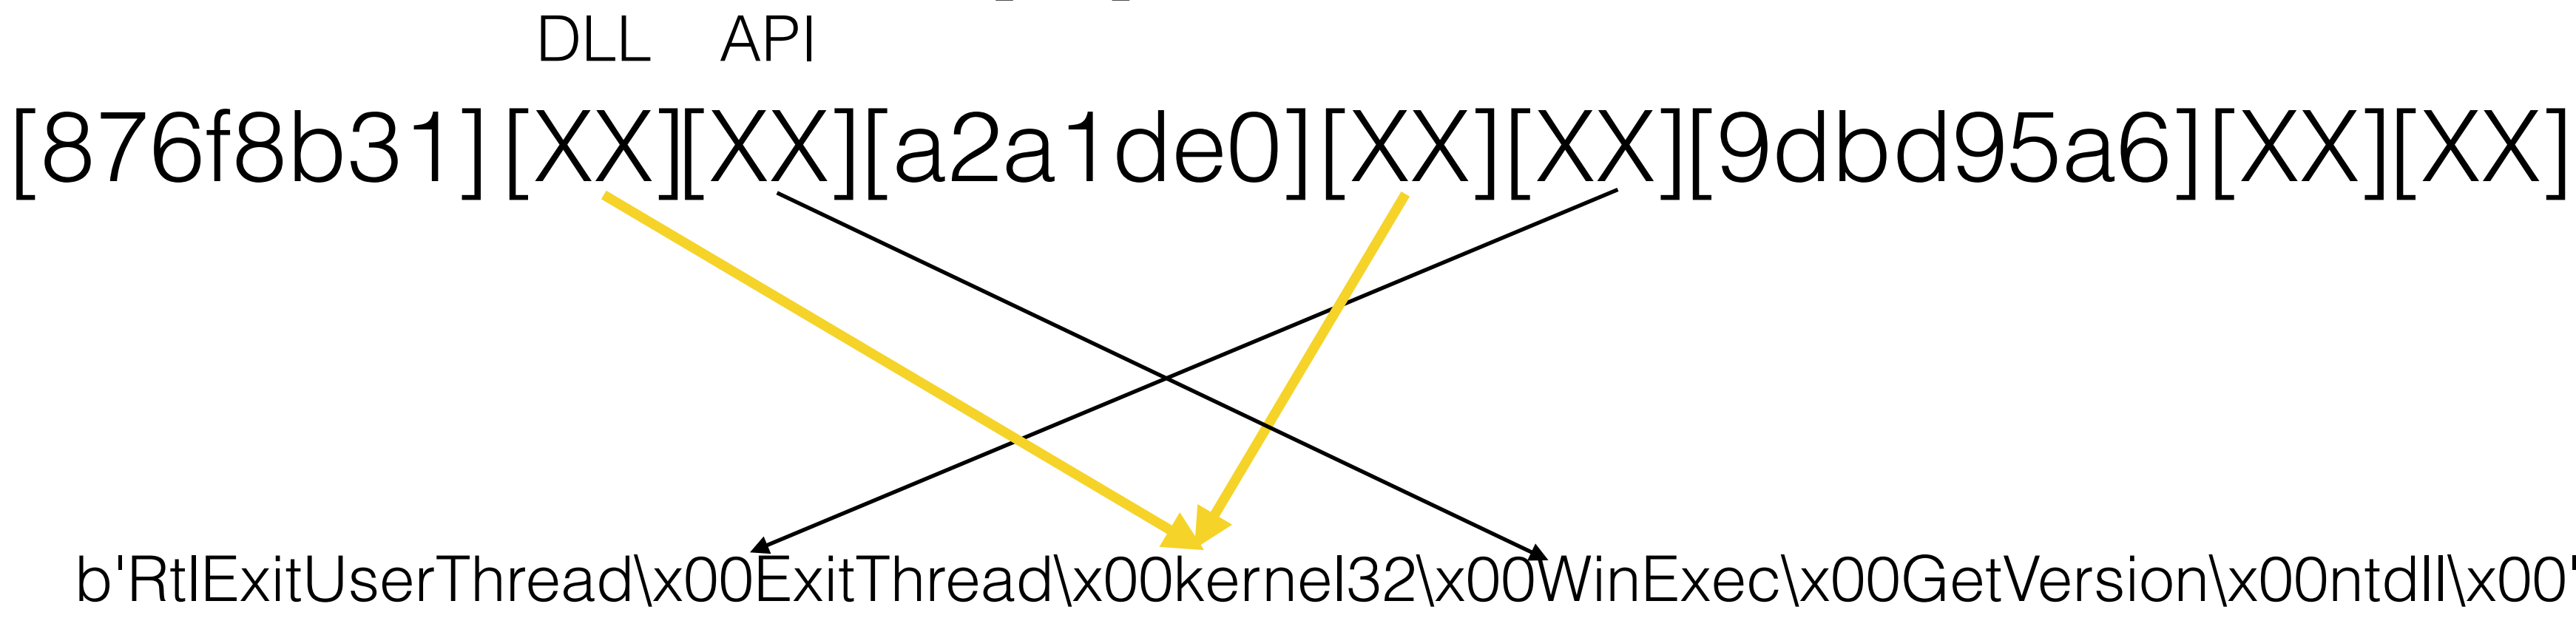 DLL API
[876f8b31][XX][XX][a2a1de0][XX][XX][9dbd95a6][XX][XX]
b'RtlExitUserThread\x00ExitThread\x00kernel32\x00WinExec\x00GetVersion\x00ntdll\x00'